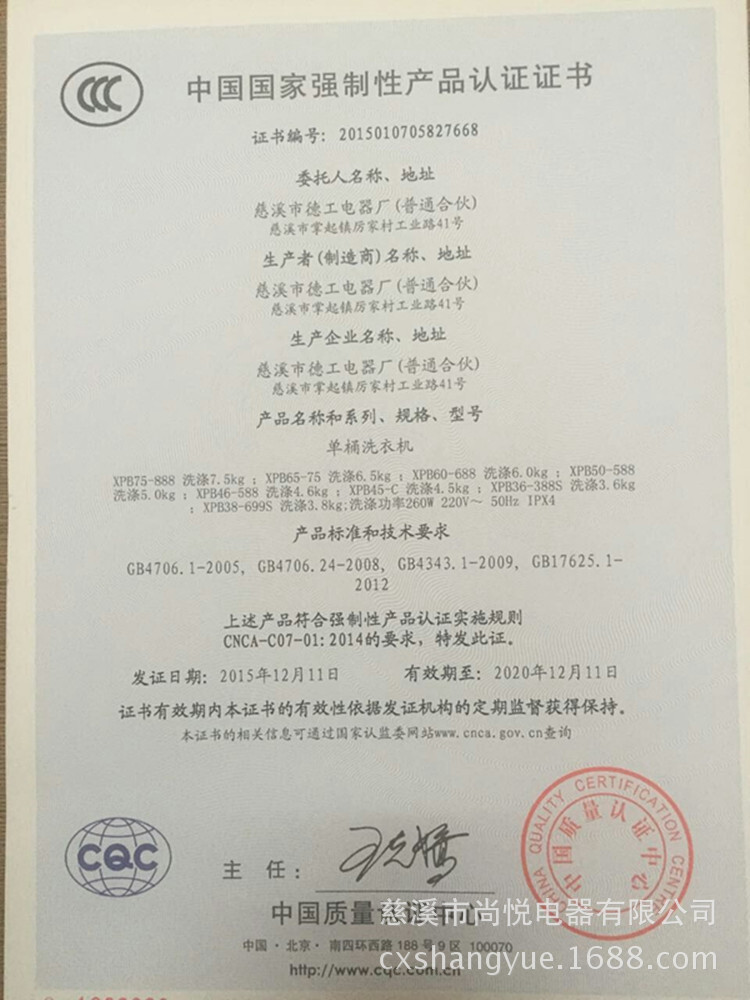 中国国家强制性产品认证证书
证书编号：2015010705827668
委托人名称、地址
慈溪市德工电器厂(普通合伙)
慈溪市掌起镇厉家村工业路41号
生产者(制造商)名称、地址
慈溪市德工电器厂(普通合伙)
慈溪市掌起镇厉家村工业路41号
生产企业名称、地址
慈溪市德工电器厂(普通合伙)
慈溪市掌起镇厉家村工业路41号
产品名称和系列、规格、型号
单桶洗衣机
XPB75-888 洗涤7.5kg ；XPB65-75 洗涤6.5kg ；XPB60-688 洗涤6.0kg ；XPB50-588
洗涤5.0kg ；XPB46-588 洗涤4.6kg ；XPB45-C 洗涤4.5kg ；XPB36-388S 洗涤3.6kg
；XPB38-699S 洗涤3.8kg;洗涤功率260W 220V～ 50Hz IPX4
产品标准和技术要求
GB4706.1-2005, GB4706.24-2008, GB4343.1-2009, GB17625.1-
2012
上述产品符合强制性产品认证实施规则
CNCA-C07-01:2014的要求，特发此证。
发证日期：2015年12月11日 有效期至：2020年12月11日
证书有效期内本证书的有效性依据发证机构的定期监督获得保持。
本证书的相关信息可通过国家认监委网站www.cnca.gov.cn查询
CQC
主 任：
CHINA QUALITY CERTIFICATION CENTRE
中国质量认证中心
中国质量认证中心
慈溪市尚悦电器有限公司
中国·北京·南四环西路188号9区 100070
http://www.cqc.com.cn
cxshangyue.1688.com